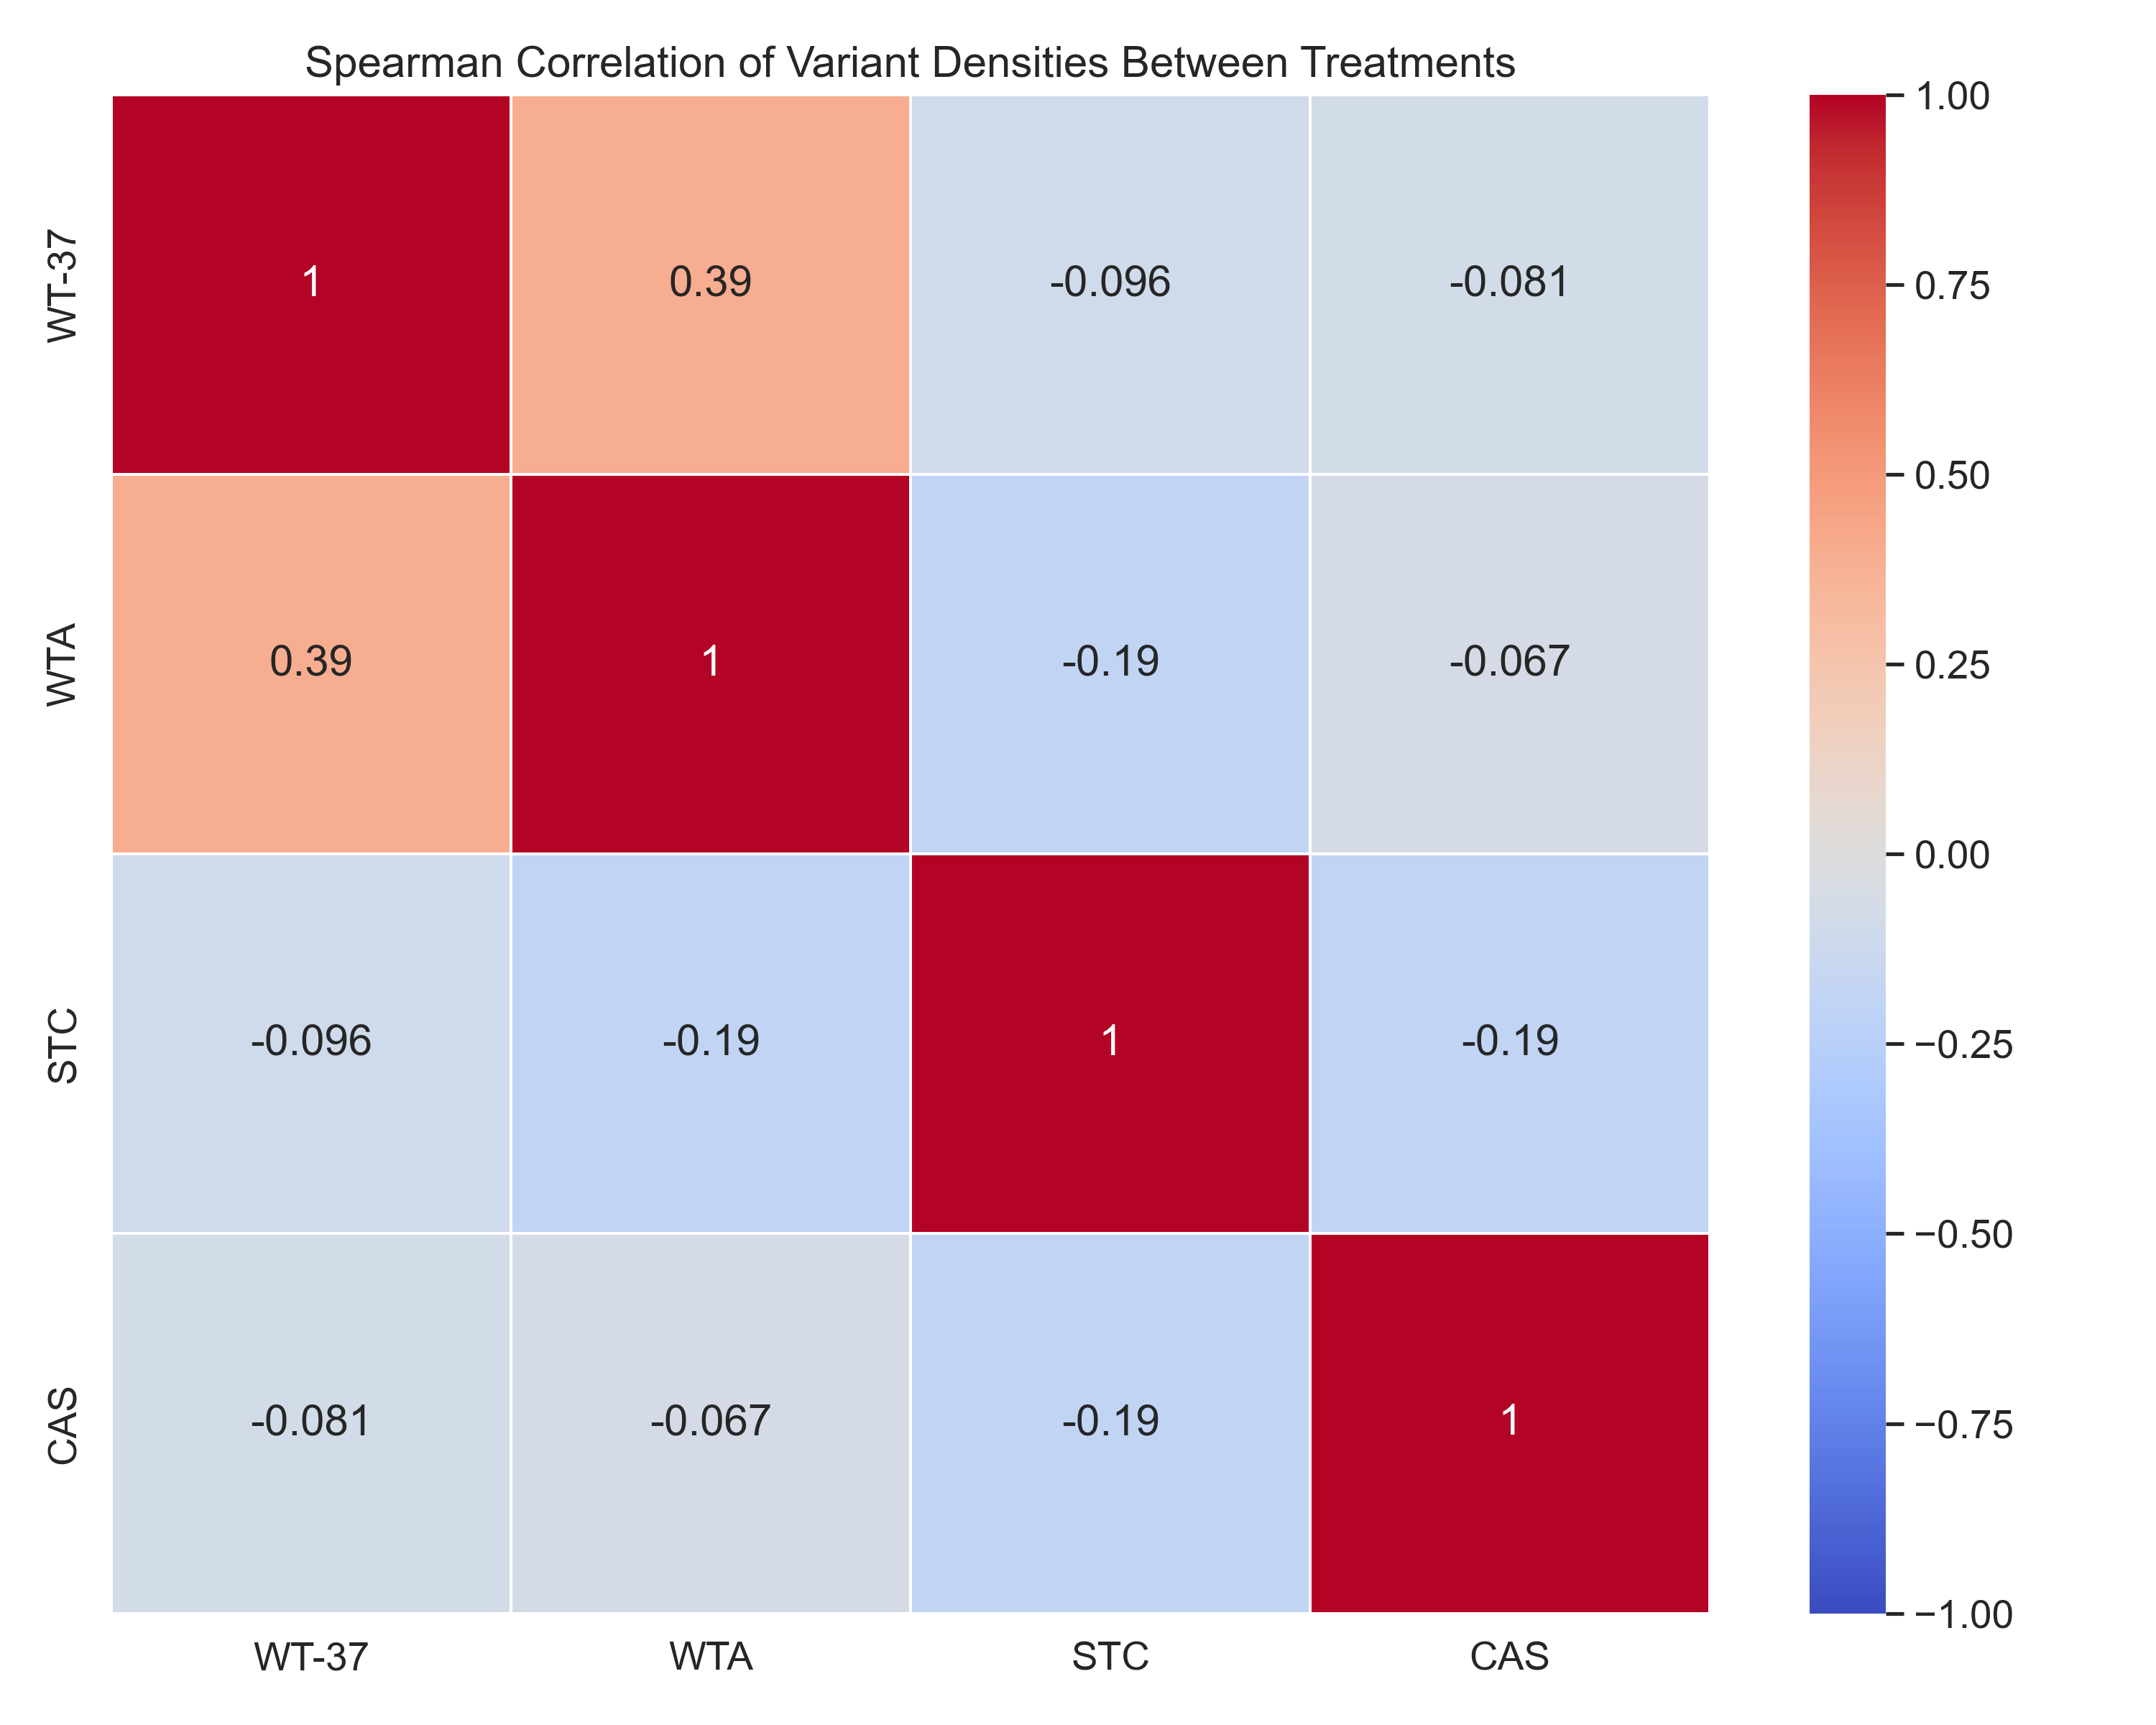 Spearman Correlation of Variant Densities Between Treatments
WT-37 1 0.39 -0.096 -0.081
WTA 0.39 1 -0.19 -0.067
STC -0.096 -0.19 1 -0.19
CAS -0.081 -0.067 -0.19 1
WT-37 WTA STC CAS
1.00
0.75
0.50
0.25
0.00
−0.25
−0.50
−0.75
−1.00